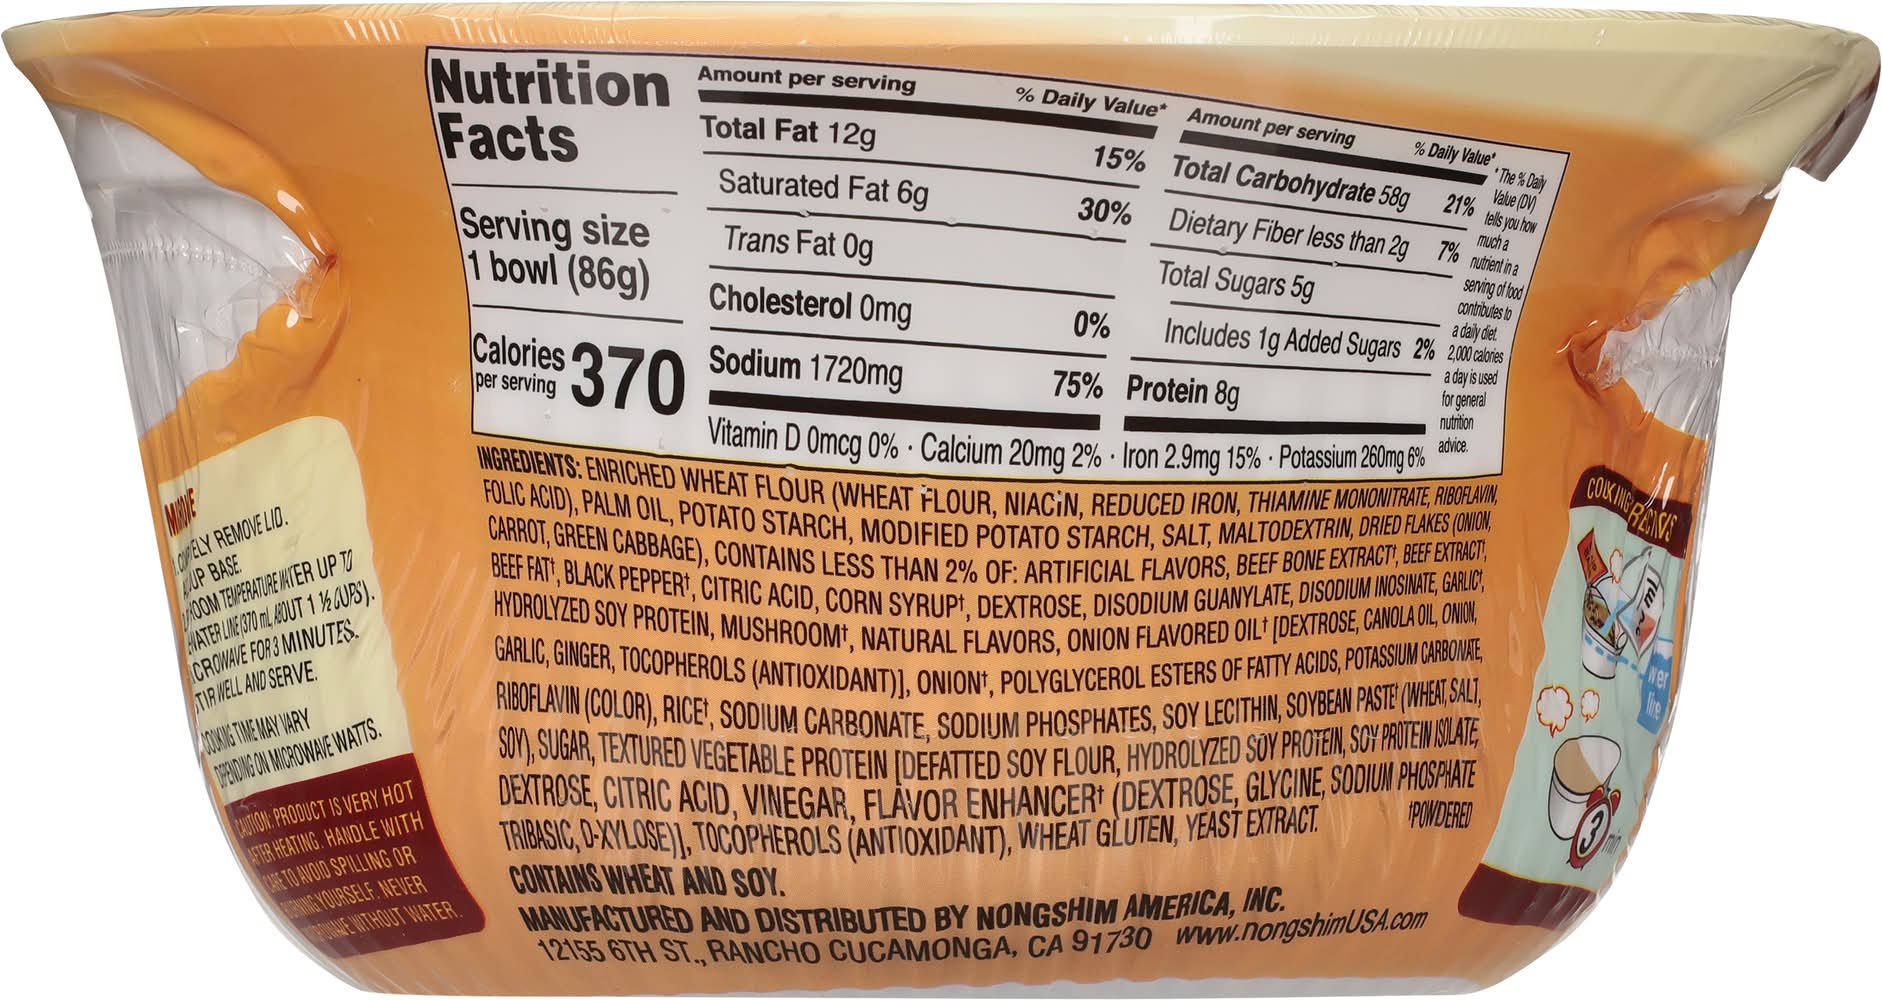 Nutrition
Facts
Serving size
1 bowl (86g)
Calories
per serving
370
Amount per serving
% Daily Value*
Total Fat 12g 15%
Saturated Fat 6g 30%
Trans Fat 0g
Cholesterol 0mg 0%
Sodium 1720mg 75%
Amount per serving
% Daily Value*
Total Carbohydrate 58g 21%
Dietary Fiber less than 2g 7%
Total Sugars 5g
Includes 1g Added Sugars 2%
Protein 8g
Vitamin D 0mcg 0% · Calcium 20mg 2% · Iron 2.9mg 15% · Potassium 260mg 6%
*The % Daily
Value (DV)
tells you how
much a
nutrient in a
serving of food
contributes to
a daily diet.
2,000 calories
a day is used
for general
nutrition
advice.
INGREDIENTS: ENRICHED WHEAT FLOUR (WHEAT FLOUR, NIACIN, REDUCED IRON, THIAMINE MONONITRATE, RIBOFLAVIN,
FOLIC ACID), PALM OIL, POTATO STARCH, MODIFIED POTATO STARCH, SALT, MALTODEXTRIN, DRIED FLAKES (ONION,
CARROT, GREEN CABBAGE), CONTAINS LESS THAN 2% OF: ARTIFICIAL FLAVORS, BEEF BONE EXTRACT†, BEEF EXTRACT†,
BEEF FAT†, BLACK PEPPER†, CITRIC ACID, CORN SYRUP†, DEXTROSE, DISODIUM GUANYLATE, DISODIUM INOSINATE, GARLIC†,
HYDROLYZED SOY PROTEIN, MUSHROOM†, NATURAL FLAVORS, ONION FLAVORED OIL† [DEXTROSE, CANOLA OIL, ONION,
GARLIC, GINGER, TOCOPHEROLS (ANTIOXIDANT)], ONION†, POLYGLYCEROL ESTERS OF FATTY ACIDS, POTASSIUM CARBONATE,
RIBOFLAVIN (COLOR), RICE†, SODIUM CARBONATE, SODIUM PHOSPHATES, SOY LECITHIN, SOYBEAN PASTE† (WHEAT, SALT,
SOY), SUGAR, TEXTURED VEGETABLE PROTEIN [DEFATTED SOY FLOUR, HYDROLYZED SOY PROTEIN, SOY PROTEIN ISOLATE,
DEXTROSE, CITRIC ACID, VINEGAR, FLAVOR ENHANCER† (DEXTROSE, GLYCINE, SODIUM PHOSPHATE
TRIBASIC, D-XYLOSE)], TOCOPHEROLS (ANTIOXIDANT), WHEAT GLUTEN, YEAST EXTRACT. †POWDERED
CONTAINS WHEAT AND SOY.
MANUFACTURED AND DISTRIBUTED BY NONGSHIM AMERICA, INC.
12155 6TH ST., RANCHO CUCAMONGA, CA 91730 www.nongshimUSA.com
REMOVE LID.
BASE.
ROOM TEMPERATURE WATER UP TO
WATER LINE (370 mL, ABOUT 1 ½ CUPS).
MICROWAVE FOR 3 MINUTES.
STIR WELL AND SERVE.
COOKING TIME MAY VARY
DEPENDING ON MICROWAVE WATTS.
CAUTION: PRODUCT IS VERY HOT
AFTER HEATING. HANDLE WITH
CARE TO AVOID SPILLING OR
BURNING YOURSELF. NEVER
MICROWAVE WITHOUT WATER.
COOKING
ml
line
3 min